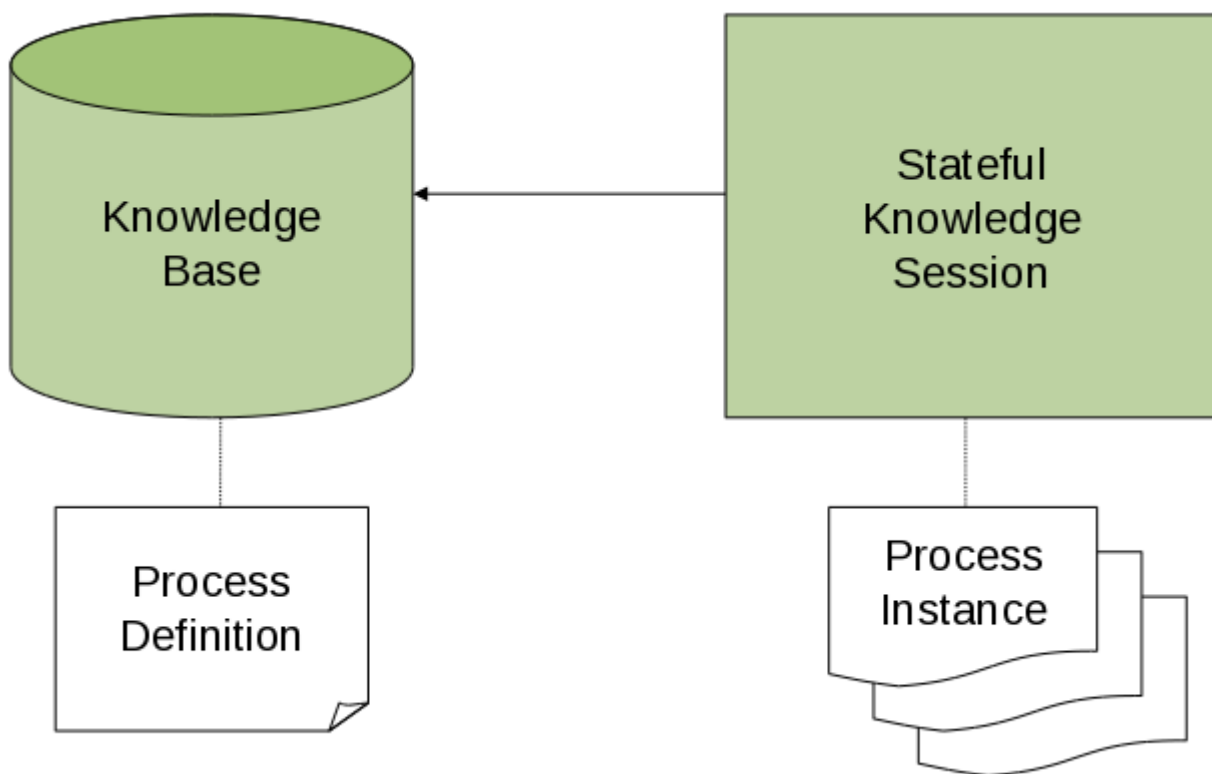 Knowledge
Base
Stateful
Knowledge
Session
Process
Definition
Process
Instance